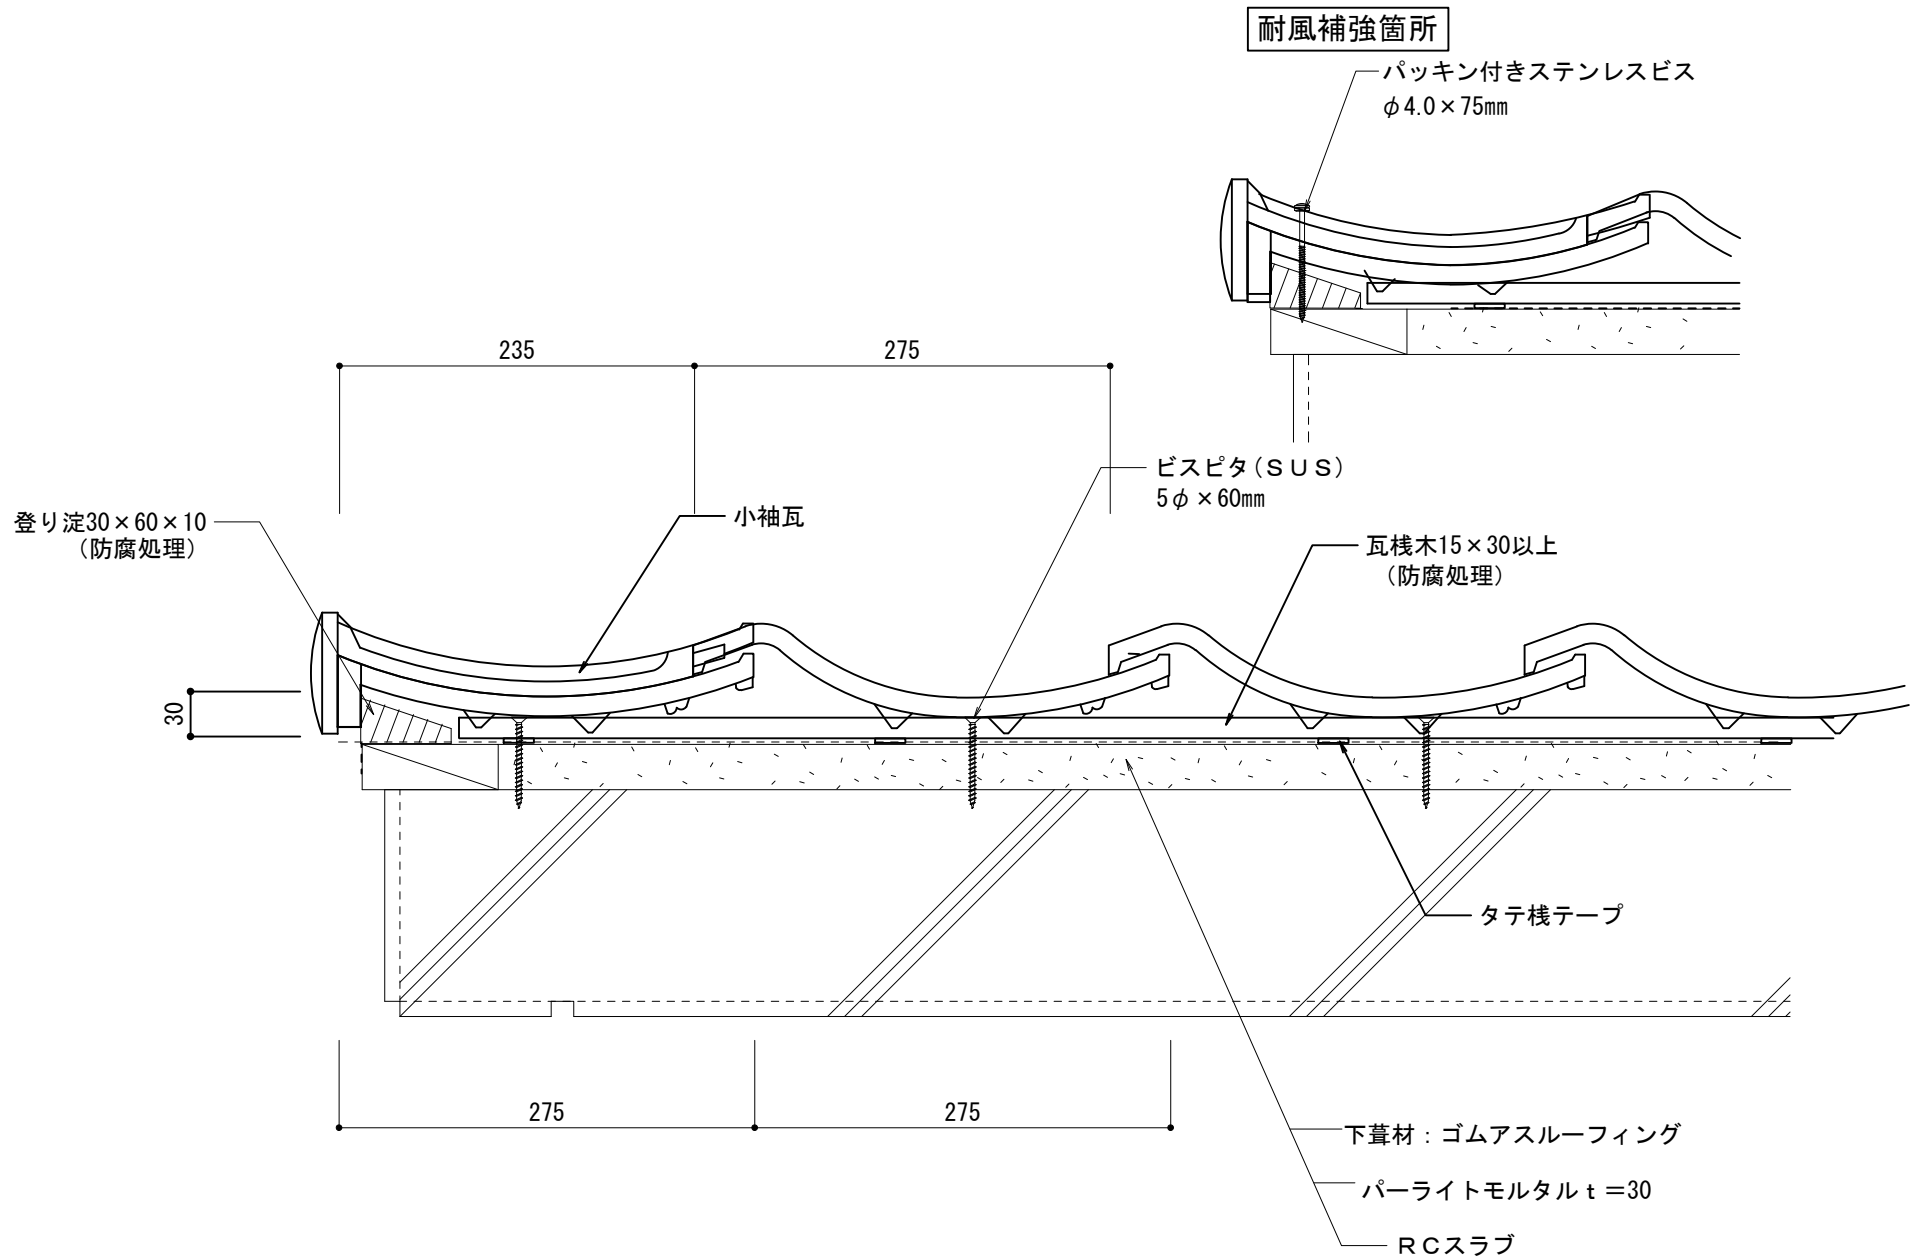 耐風補強箇所
パッキン付きステンレスビス
φ4.0×75㎜
235
275
ビスピタ(ＳＵＳ)
5φ×60㎜
登り淀30×60×10
(防腐処理)
小袖瓦
瓦桟木15×30以上
(防腐処理)
30
タテ桟テープ
275
275
下葺材：ゴムアスルーフィング
パーライトモルタルｔ＝30
ＲＣスラブ